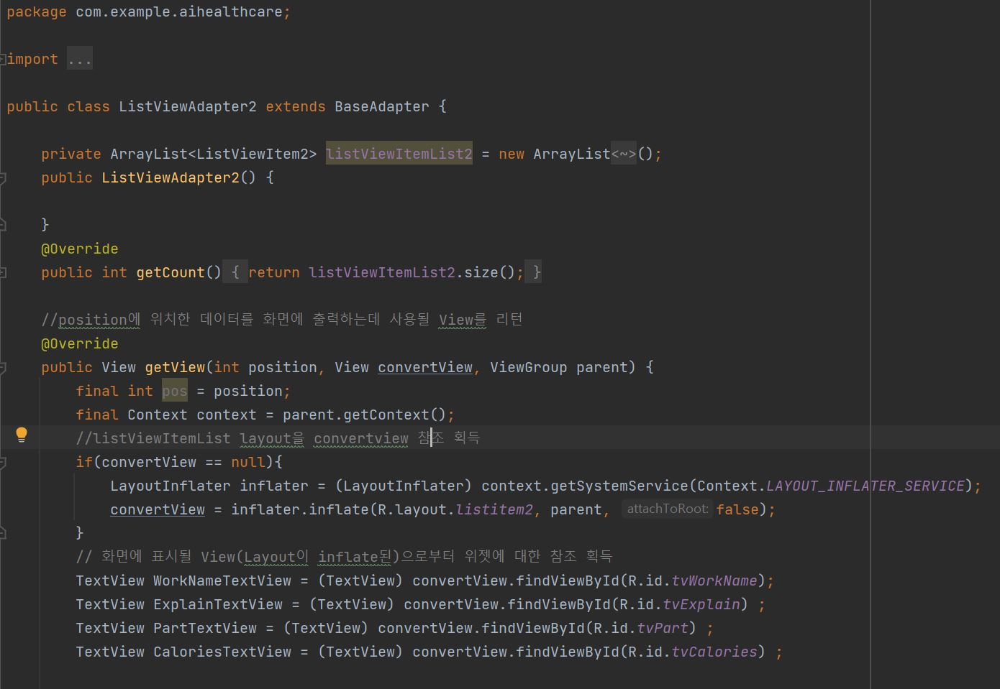 package com.example.aihealthcare;
import ...
public class ListViewAdapter2 extends BaseAdapter {
private ArrayList<ListViewItem2> listViewItemList2 = new ArrayList<~>();
public ListViewAdapter2() {
}
@Override
public int getCount() { return listViewItemList2.size(); }
//position에 위치한 데이터를 화면에 출력하는데 사용될 View를 리턴
@Override
public View getView(int position, View convertView, ViewGroup parent) {
final int pos = position;
final Context context = parent.getContext();
//listViewItemList layout을 convertview 참조 획득
if(convertView == null){
LayoutInflater inflater = (LayoutInflater) context.getSystemService(Context.LAYOUT_INFLATER_SERVICE);
convertView = inflater.inflate(R.layout.listitem2, parent, attachToRoot: false);
}
// 화면에 표시될 View(Layout이 inflate된)으로부터 위젯에 대한 참조 획득
TextView WorkNameTextView = (TextView) convertView.findViewById(R.id.tvWorkName);
TextView ExplainTextView = (TextView) convertView.findViewById(R.id.tvExplain) ;
TextView PartTextView = (TextView) convertView.findViewById(R.id.tvPart) ;
TextView CaloriesTextView = (TextView) convertView.findViewById(R.id.tvCalories) ;